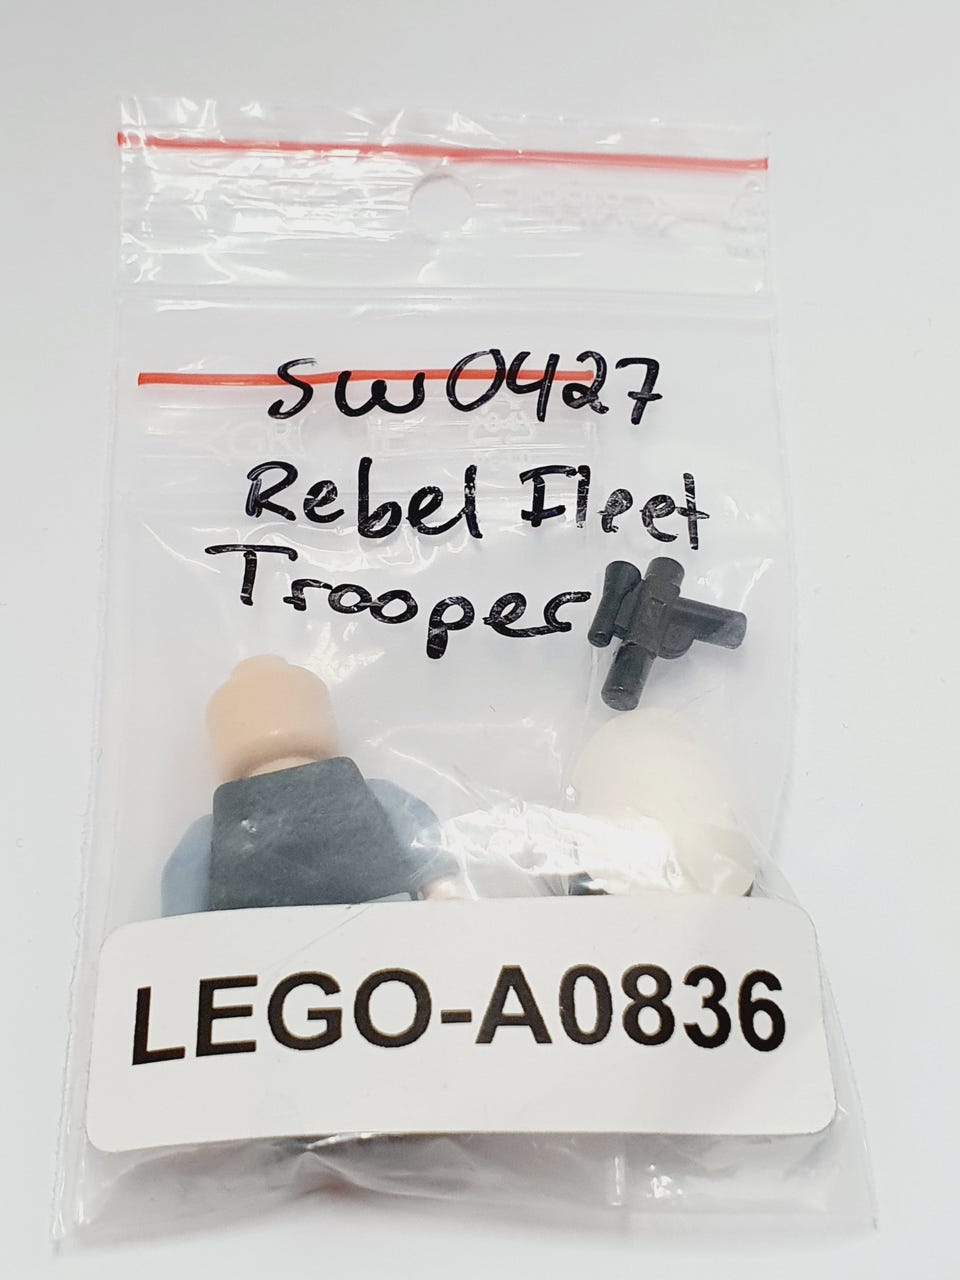 SW0427
Rebel Fleet
Trooper
LEGO-A0836